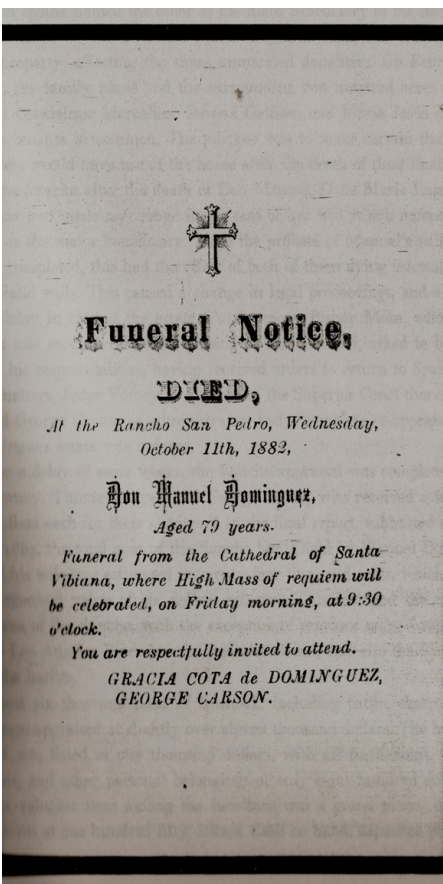 Funeral Notice,
DIED,
At the Rancho San Pedro, Wednesday,
October 11th, 1882,
Don Manuel Dominguez,
Aged 79 years.
Funeral from the Cathedral of Santa
Vibiana, where High Mass of requiem will
be celebrated, on Friday morning, at 9:30
o'clock.
You are respectfully invited to attend.
GRACIA COTA de DOMINGUEZ,
GEORGE CARSON.